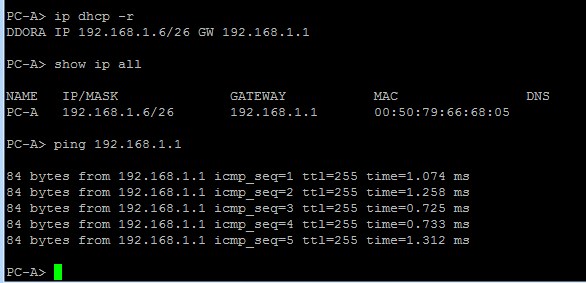 PC-A> ip dhcp -r
DDORA IP 192.168.1.6/26 GW 192.168.1.1
PC-A> show ip all
NAME IP/MASK GATEWAY MAC DNS
PC-A 192.168.1.6/26 192.168.1.1 00:50:79:66:68:05
PC-A> ping 192.168.1.1
84 bytes from 192.168.1.1 icmp_seq=1 ttl=255 time=1.074 ms
84 bytes from 192.168.1.1 icmp_seq=2 ttl=255 time=1.258 ms
84 bytes from 192.168.1.1 icmp_seq=3 ttl=255 time=0.725 ms
84 bytes from 192.168.1.1 icmp_seq=4 ttl=255 time=0.733 ms
84 bytes from 192.168.1.1 icmp_seq=5 ttl=255 time=1.312 ms
PC-A>